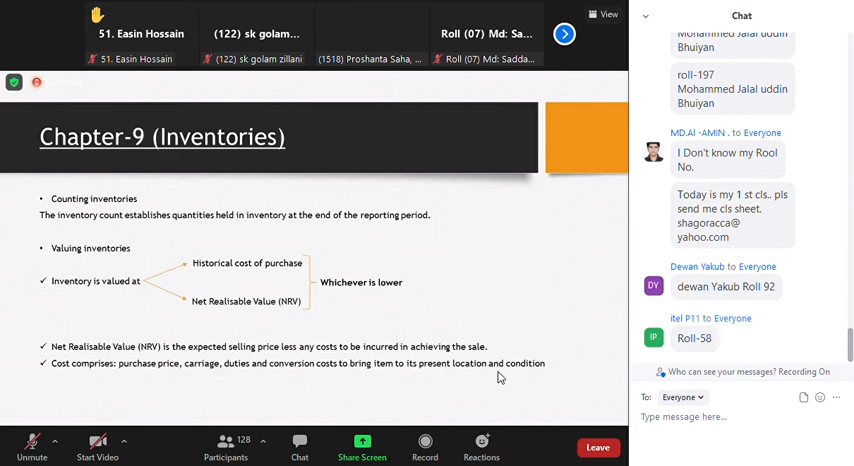 51. Easin Hossain
(122) sk golam...
Roll (07) Md: Sa...
View
51. Easin Hossain
(122) sk golam zillani
(1518) Proshanta Saha, ...
Roll (07) Md: Sadda...
Chapter-9 (Inventories)
• Counting inventories
The inventory count establishes quantities held in inventory at the end of the reporting period.
• Valuing inventories
Historical cost of purchase
✓ Inventory is valued at
Whichever is lower
Net Realisable Value (NRV)
✓ Net Realisable Value (NRV) is the expected selling price less any costs to be incurred in achieving the sale.
✓ Cost comprises: purchase price, carriage, duties and conversion costs to bring item to its present location and condition
Unmute
Start Video
128
Participants
Chat
Share Screen
Record
Reactions
Leave
Chat
Mohammed Jalal uddin
Bhuiyan
roll-197
Mohammed Jalal uddin
Bhuiyan
MD.Al -AMIN . to Everyone
I Don't know my Rool
No.
Today is my 1 st cls.. pls
send me cls sheet.
shagoracca@
yahoo.com
Dewan Yakub to Everyone
DY
dewan Yakub Roll 92
itel P11 to Everyone
IP
Roll-58
Who can see your messages? Recording On
To: Everyone
Type message here...